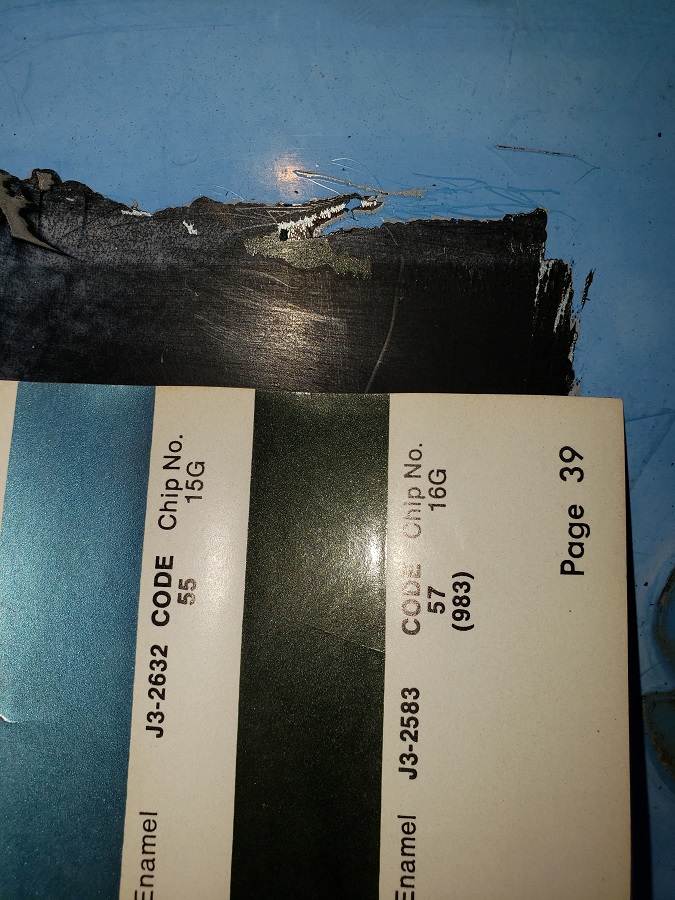 Chip No.
15G
CODE
55
J3-2632
Enamel
Chip No.
16G
CODE
57
(983)
J3-2583
Enamel
Page 39